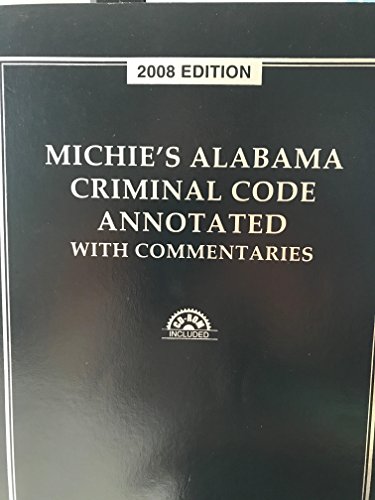 2008 EDITION
MICHIE'S ALABAMA
CRIMINAL CODE
ANNOTATED
WITH COMMENTARIES
CD-ROM
INCLUDED